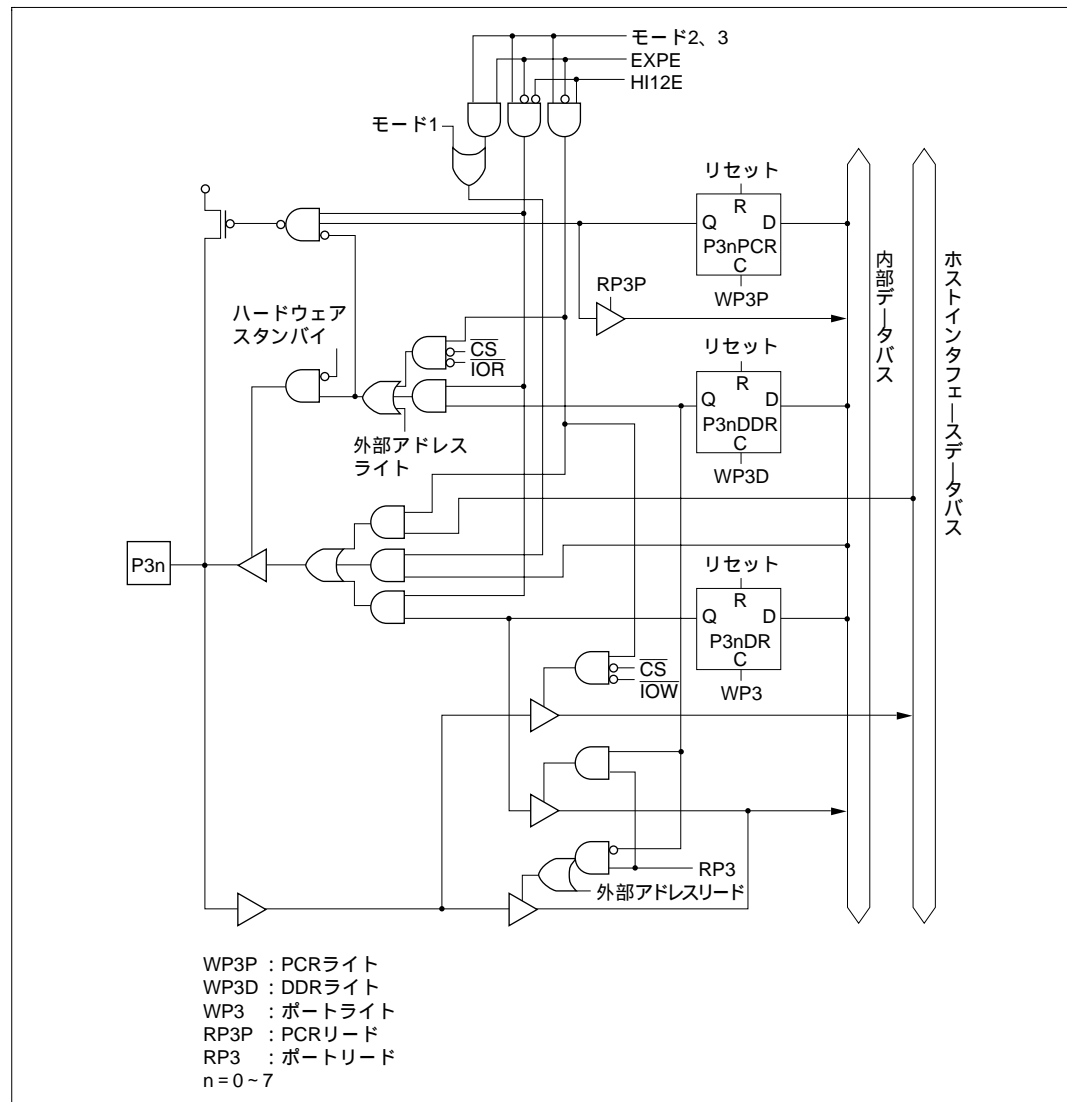 モード2、3
EXPE
HI12E
モード1
リセット
R
Q D
P3nPCR
C
WP3P
RP3P
ハードウェア
スタンバイ
CS
IOR
外部アドレス
ライト
リセット
R
Q D
P3nDDR
C
WP3D
内部データバス
ホストインタフェースデータバス
P3n
リセット
R
Q D
P3nDR
C
WP3
CS
IOW
RP3
外部アドレスリード
WP3P : PCRライト
WP3D : DDRライト
WP3 : ポートライト
RP3P : PCRリード
RP3 : ポートリード
n = 0 ~ 7